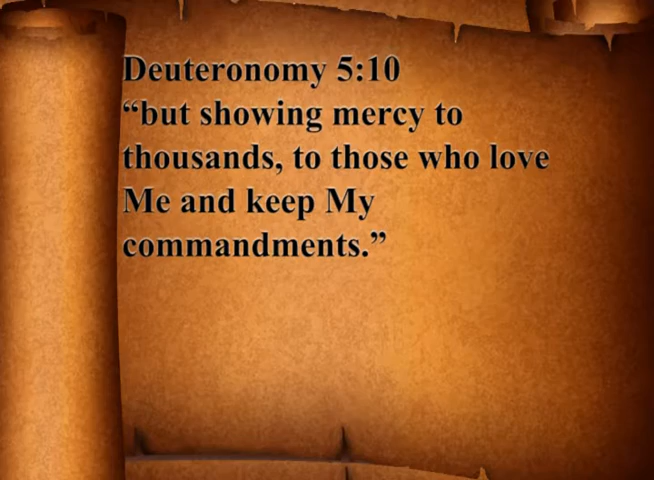 Deuteronomy 5:10
“but showing mercy to
thousands, to those who love
Me and keep My
commandments.”